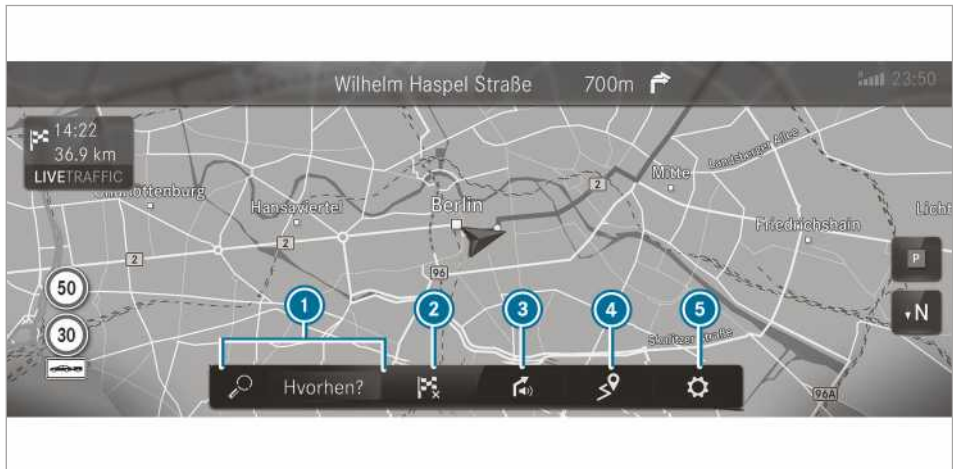 Wilhelm Haspel Straße 700m 23:50
14:22
36.9 km
LIVETRAFFIC
Landsberger Allee
Mitte
2
Hansaviertel
Berlin
Friedrichshain
Licht
2
2
96
P
50
N
1 2 3 4 5
30
Hvorhen?
96A